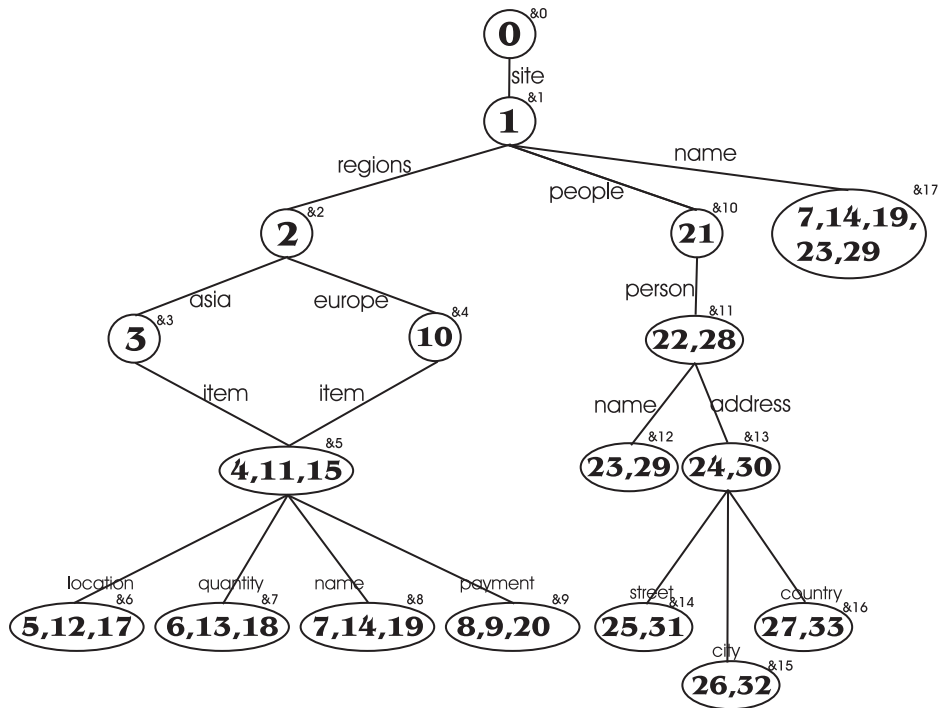 &0
0
site
&1
1
regions
people
name
&2
2
&10
21
&17
7,14,19,
23,29
asia
europe
person
&3
3
&4
10
&11
22,28
item
item
name
address
&5
4,11,15
&12
23,29
&13
24,30
location
quantity
name
payment
street
country
&6
5,12,17
&7
6,13,18
&8
7,14,19
&9
8,9,20
&14
25,31
&16
27,33
city
&15
26,32